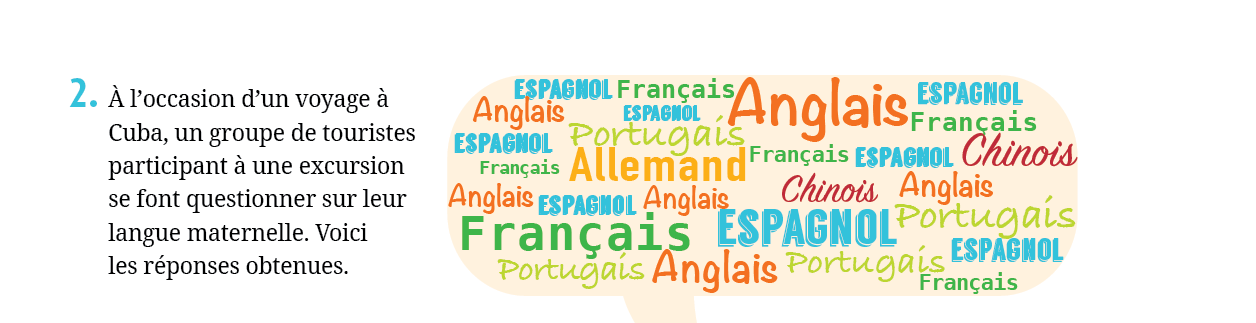 2. À l’occasion d’un voyage à
Cuba, un groupe de touristes
participant à une excursion
se font questionner sur leur
langue maternelle. Voici
les réponses obtenues.
ESPAGNOL Français Anglais ESPAGNOL
Anglais ESPAGNOL Français
ESPAGNOL Portugais Français ESPAGNOL Chinois
Français Allemand
Anglais ESPAGNOL Anglais Chinois Anglais
Français ESPAGNOL Portugais
Portugais Anglais Portugais ESPAGNOL
Français